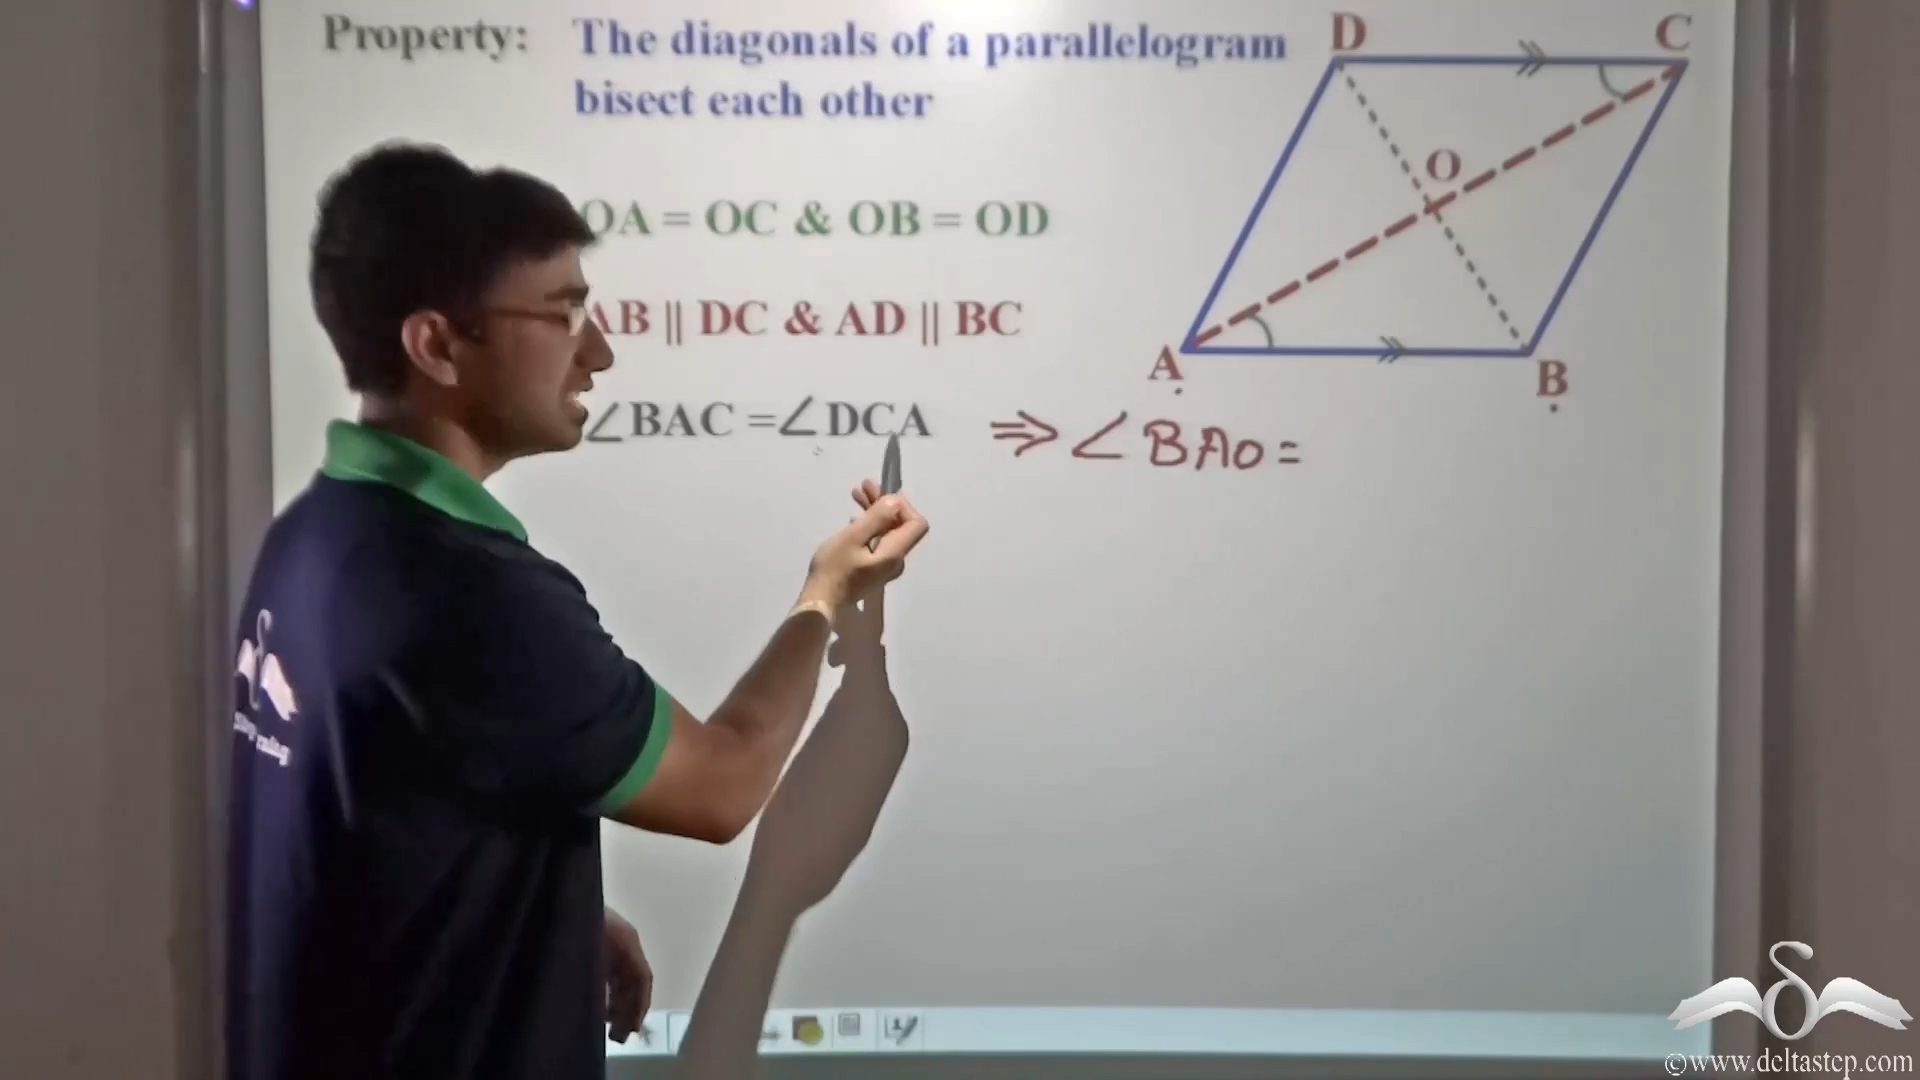 Property: The diagonals of a parallelogram
bisect each other
OA = OC & OB = OD
AB || DC & AD || BC
∠BAC =∠DCA ⇒ ∠BAO =
D
C
O
A
B
©www.deltastep.com